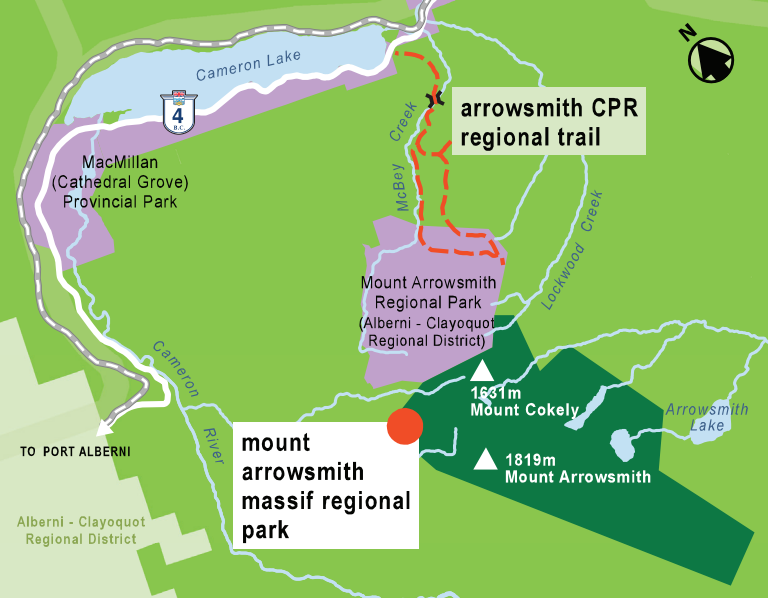 N
Cameron Lake
4
B.C.
arrowsmith CPR
regional trail
McBey Creek
MacMillan
(Cathedral Grove)
Provincial Park
Lockwood Creek
Mount Arrowsmith
Regional Park
(Alberni - Clayoquot
Regional District)
Cameron River
1631m
Mount Cokely
Arrowsmith
Lake
mount
arrowsmith
massif regional
park
1819m
Mount Arrowsmith
TO PORT ALBERNI
Alberni - Clayoquot
Regional District